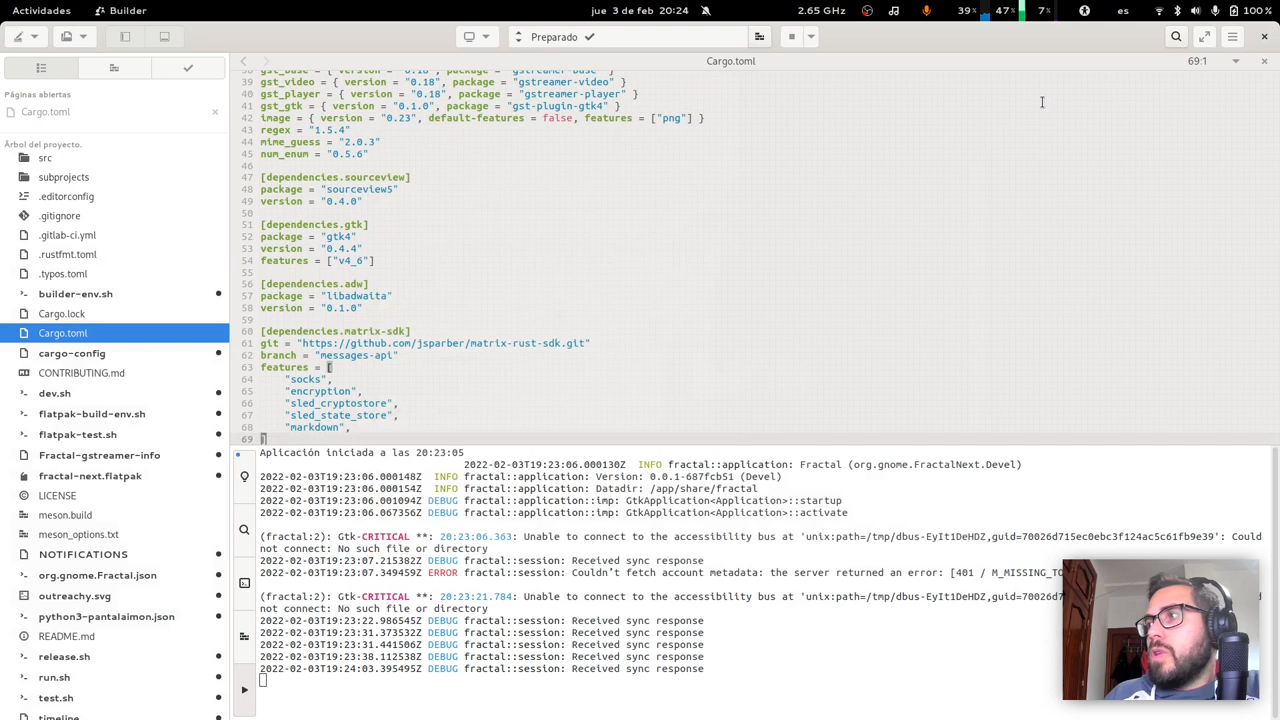 Actividades
Builder
jue 3 de feb 20:24
2.65 GHz
39%
47%
7%
es
100 %
Preparado
Cargo.toml
69:1
Páginas abiertas
Cargo.toml
Árbol del proyecto.
src
subprojects
.editorconfig
.gitignore
.gitlab-ci.yml
.rustfmt.toml
.typos.toml
builder-env.sh
Cargo.lock
Cargo.toml
cargo-config
CONTRIBUTING.md
dev.sh
flatpak-build-env.sh
flatpak-test.sh
Fractal-gstreamer-info
fractal-next.flatpak
LICENSE
meson.build
meson_options.txt
NOTIFICATIONS
org.gnome.Fractal.json
outreachy.svg
python3-pantalaimon.json
README.md
release.sh
run.sh
test.sh
timeline
38 gst_base = { version = "0.18", package = "gstreamer-base" }
39 gst_video = { version = "0.18", package = "gstreamer-video" }
40 gst_player = { version = "0.18", package = "gstreamer-player" }
41 gst_gtk = { version = "0.1.0", package = "gst-plugin-gtk4" }
42 image = { version = "0.23", default-features = false, features = ["png"] }
43 regex = "1.5.4"
44 mime_guess = "2.0.3"
45 num_enum = "0.5.6"
46
47 [dependencies.sourceview]
48 package = "sourceview5"
49 version = "0.4.0"
50
51 [dependencies.gtk]
52 package = "gtk4"
53 version = "0.4.4"
54 features = ["v4_6"]
55
56 [dependencies.adw]
57 package = "libadwaita"
58 version = "0.1.0"
59
60 [dependencies.matrix-sdk]
61 git = "https://github.com/jsparber/matrix-rust-sdk.git"
62 branch = "messages-api"
63 features = [
64 "socks",
65 "encryption",
66 "sled_cryptostore",
67 "sled_state_store",
68 "markdown",
69 ]
Aplicación iniciada a las 20:23:05
2022-02-03T19:23:06.000130Z INFO fractal::application: Fractal (org.gnome.FractalNext.Devel)
2022-02-03T19:23:06.000148Z INFO fractal::application: Version: 0.0.1-687fcb51 (Devel)
2022-02-03T19:23:06.000154Z INFO fractal::application: Datadir: /app/share/fractal
2022-02-03T19:23:06.001094Z DEBUG fractal::application::imp: GtkApplication<Application>::startup
2022-02-03T19:23:06.067356Z DEBUG fractal::application::imp: GtkApplication<Application>::activate
(fractal:2): Gtk-CRITICAL **: 20:23:06.363: Unable to connect to the accessibility bus at 'unix:path=/tmp/dbus-EyIt1DeHDZ,guid=70026d715ec0ebc3f124ac5c61fb9e39': Could
not connect: No such file or directory
2022-02-03T19:23:07.215382Z DEBUG fractal::session: Received sync response
2022-02-03T19:23:07.349459Z ERROR fractal::session: Couldn't fetch account metadata: the server returned an error: [401 / M_MISSING_TO
(fractal:2): Gtk-CRITICAL **: 20:23:21.784: Unable to connect to the accessibility bus at 'unix:path=/tmp/dbus-EyIt1DeHDZ,guid=70026d7
not connect: No such file or directory
2022-02-03T19:23:22.986545Z DEBUG fractal::session: Received sync response
2022-02-03T19:23:31.373532Z DEBUG fractal::session: Received sync response
2022-02-03T19:23:31.441506Z DEBUG fractal::session: Received sync response
2022-02-03T19:23:38.112538Z DEBUG fractal::session: Received sync response
2022-02-03T19:24:03.395495Z DEBUG fractal::session: Received sync response